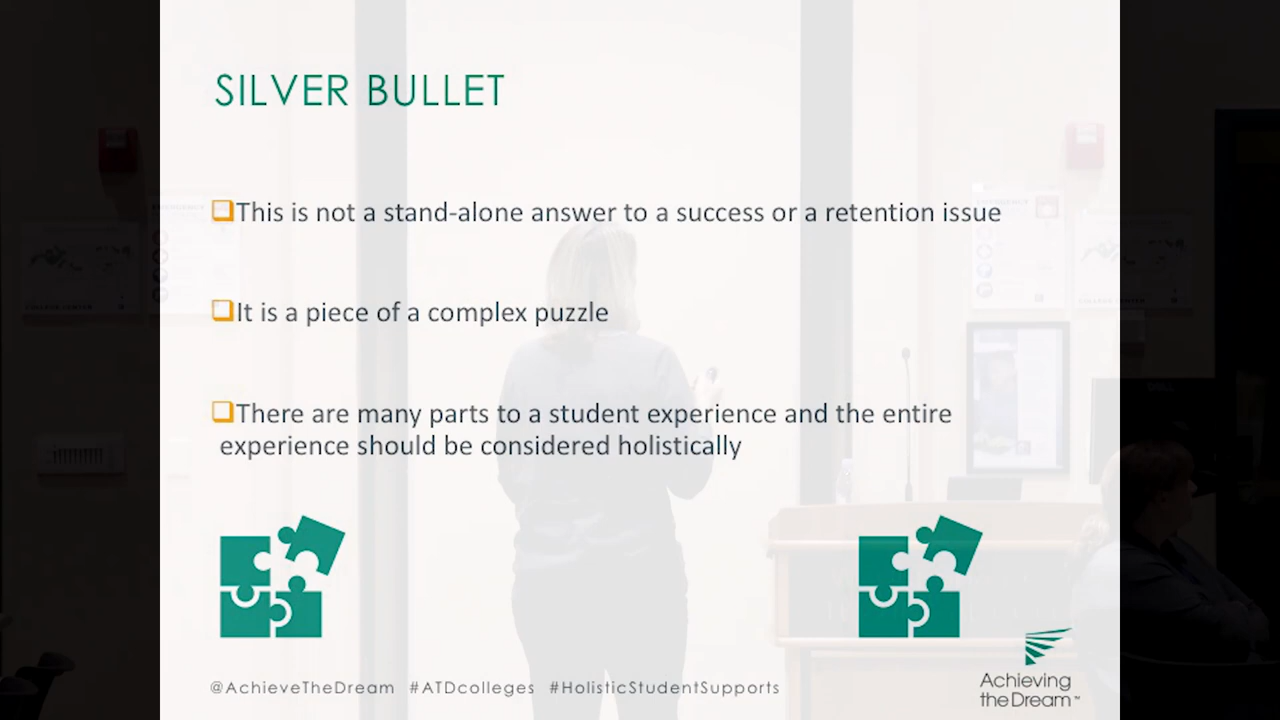 SILVER BULLET
This is not a stand-alone answer to a success or a retention issue
It is a piece of a complex puzzle
There are many parts to a student experience and the entire
experience should be considered holistically
@AchieveTheDream #ATDcolleges #HolisticStudentSupports
Achieving
the Dream™